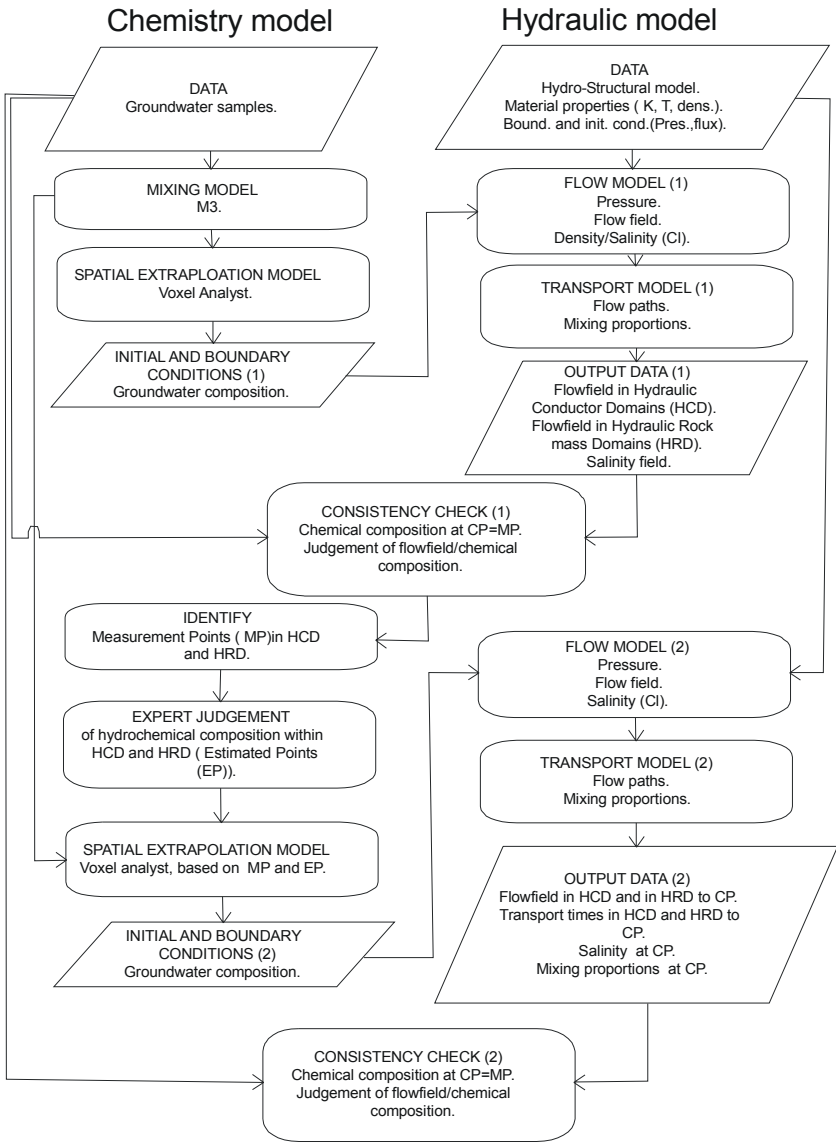 Chemistry model
Hydraulic model
DATA
Groundwater samples.
DATA
Hydro-Structural model.
Material properties ( K, T, dens.).
Bound. and init. cond.(Pres.,flux).
MIXING MODEL
M3.
FLOW MODEL (1)
Pressure.
Flow field.
Density/Salinity (Cl).
SPATIAL EXTRAPLOATION MODEL
Voxel Analyst.
TRANSPORT MODEL (1)
Flow paths.
Mixing proportions.
INITIAL AND BOUNDARY
CONDITIONS (1)
Groundwater composition.
OUTPUT DATA (1)
Flowfield in Hydraulic
Conductor Domains (HCD).
Flowfield in Hydraulic Rock
mass Domains (HRD).
Salinity field.
CONSISTENCY CHECK (1)
Chemical composition at CP=MP.
Judgement of flowfield/chemical
composition.
IDENTIFY
Measurement Points ( MP)in HCD
and HRD.
FLOW MODEL (2)
Pressure.
Flow field.
Salinity (Cl).
EXPERT JUDGEMENT
of hydrochemical composition within
HCD and HRD ( Estimated Points
(EP)).
TRANSPORT MODEL (2)
Flow paths.
Mixing proportions.
SPATIAL EXTRAPOLATION MODEL
Voxel analyst, based on  MP and EP.
OUTPUT DATA (2)
Flowfield in HCD and in HRD to CP.
Transport times in HCD and HRD to
CP.
Salinity  at CP.
Mixing proportions  at CP.
INITIAL AND BOUNDARY
CONDITIONS (2)
Groundwater composition.
CONSISTENCY CHECK (2)
Chemical composition at CP=MP.
Judgement of flowfield/chemical
composition.